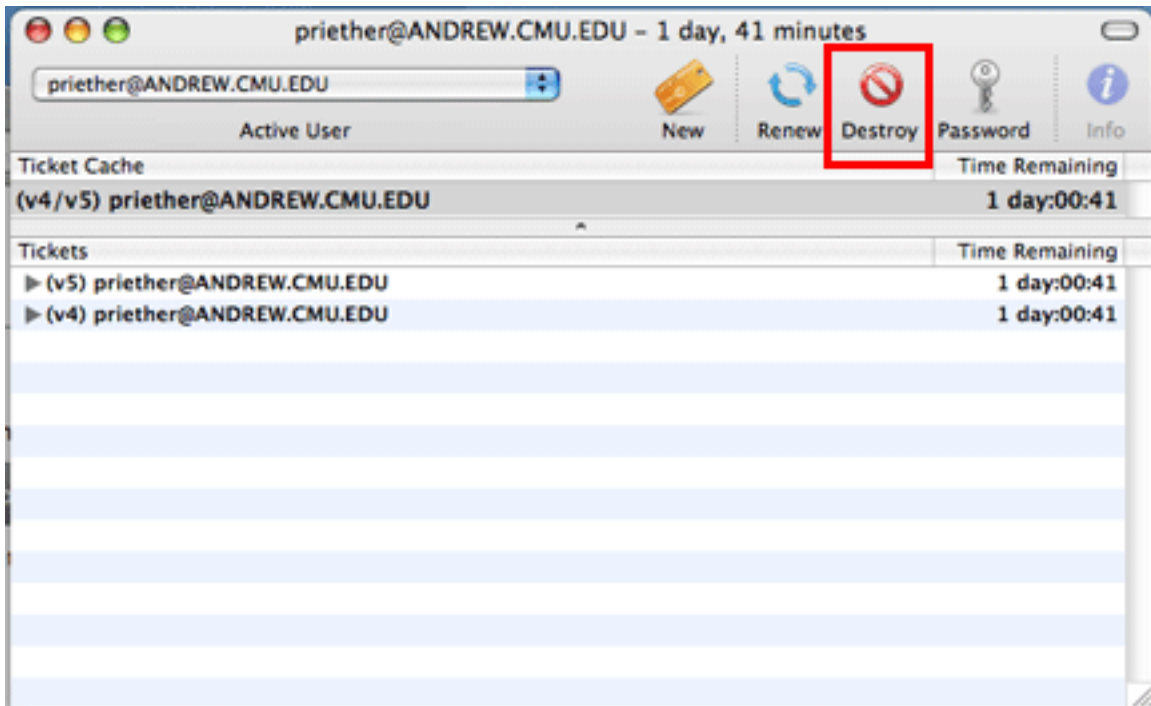 priether@ANDREW.CMU.EDU – 1 day, 41 minutes
priether@ANDREW.CMU.EDU
Active User New Renew Destroy Password Info
Ticket Cache Time Remaining
(v4/v5) priether@ANDREW.CMU.EDU 1 day:00:41
Tickets Time Remaining
(v5) priether@ANDREW.CMU.EDU 1 day:00:41
(v4) priether@ANDREW.CMU.EDU 1 day:00:41